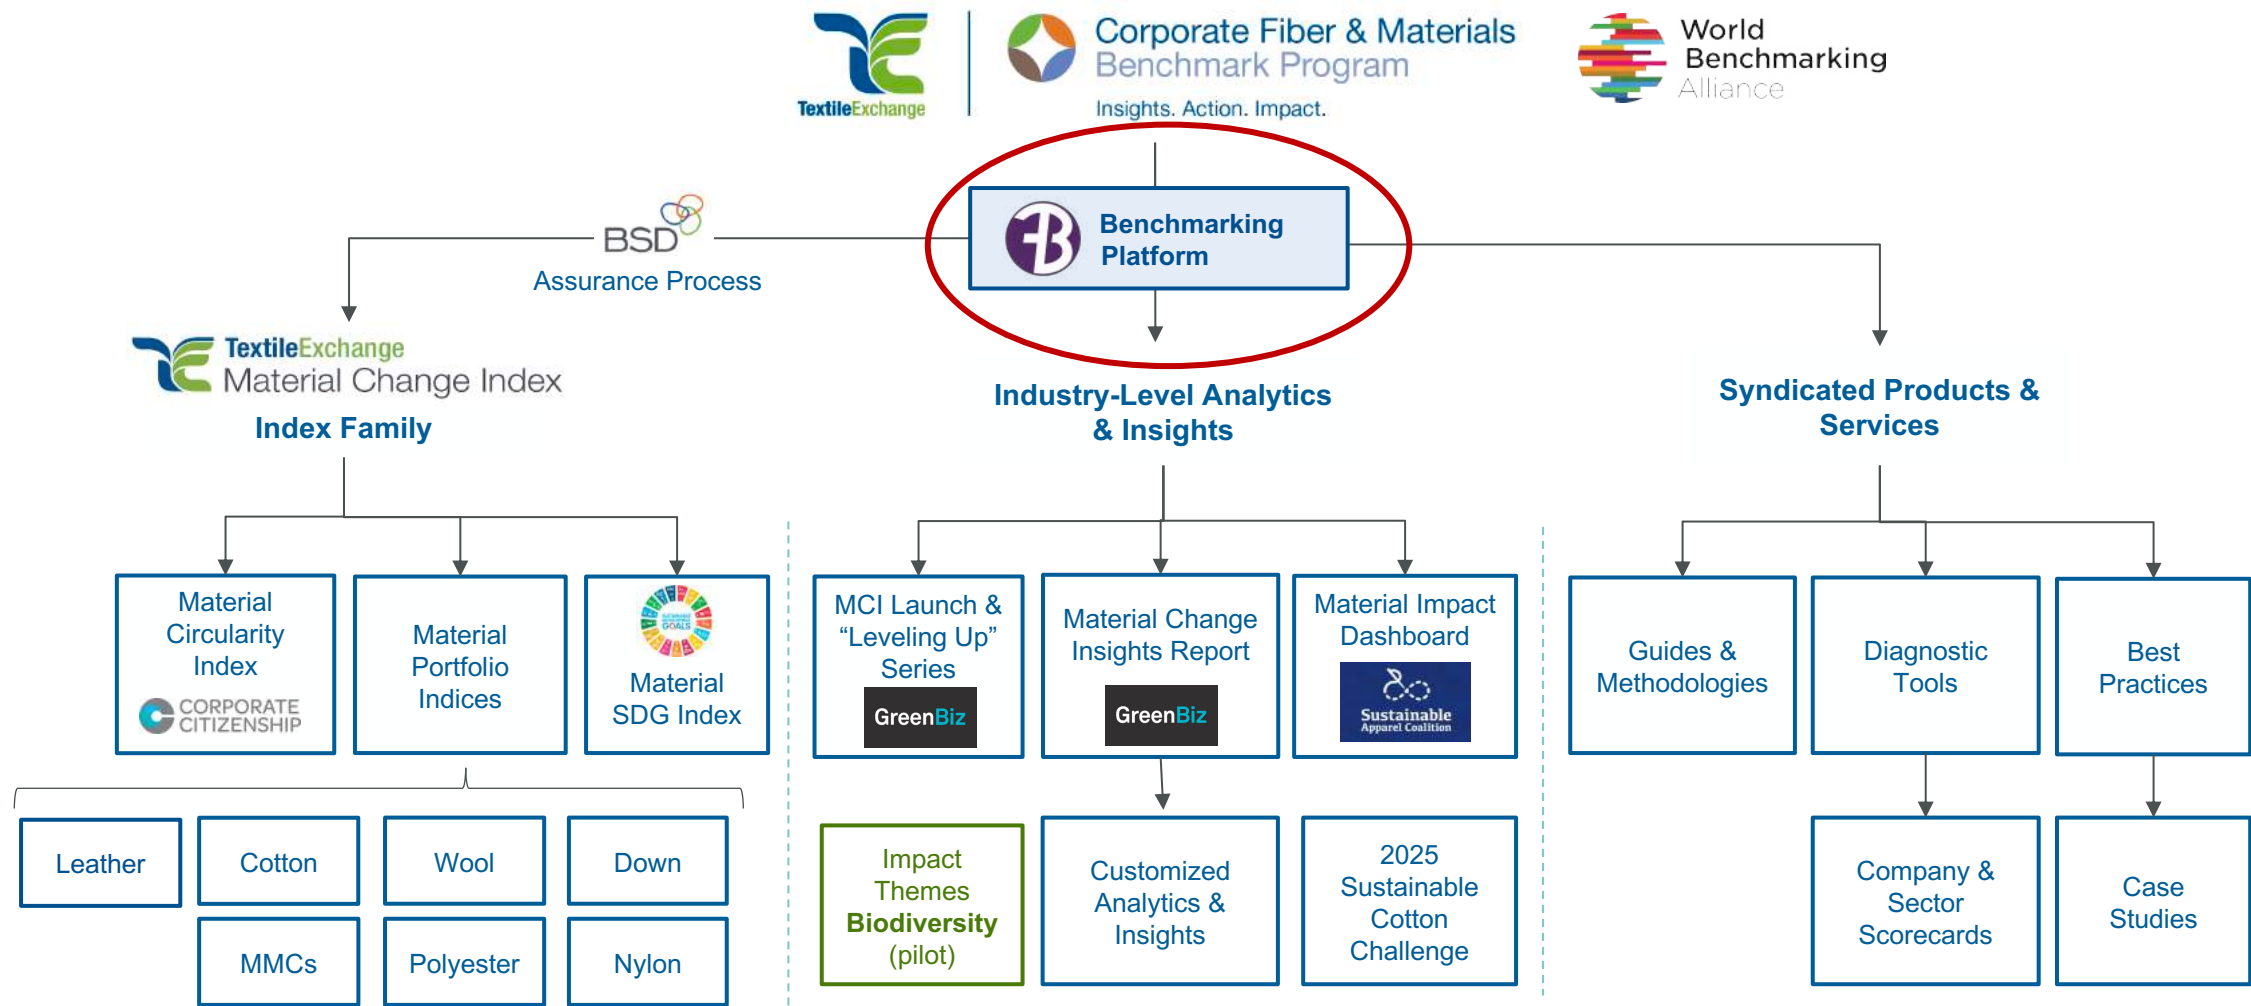 TextileExchange
Corporate Fiber & Materials
Benchmark Program
Insights. Action. Impact.
World
Benchmarking
Alliance
BSD
Assurance Process
Benchmarking
Platform
TextileExchange
Material Change Index
Index Family
Industry-Level Analytics
& Insights
Syndicated Products &
Services
Material
Circularity
Index
CORPORATE
CITIZENSHIP
Material
Portfolio
Indices
SUSTAINABLE
DEVELOPMENT
GOALS
Material
SDG Index
MCI Launch &
“Leveling Up”
Series
GreenBiz
Material Change
Insights Report
GreenBiz
Material Impact
Dashboard
Sustainable
Apparel Coalition
Guides &
Methodologies
Diagnostic
Tools
Best
Practices
Leather
Cotton
Wool
Down
MMCs
Polyester
Nylon
Impact
Themes
Biodiversity
(pilot)
Customized
Analytics &
Insights
2025
Sustainable
Cotton
Challenge
Company &
Sector
Scorecards
Case
Studies